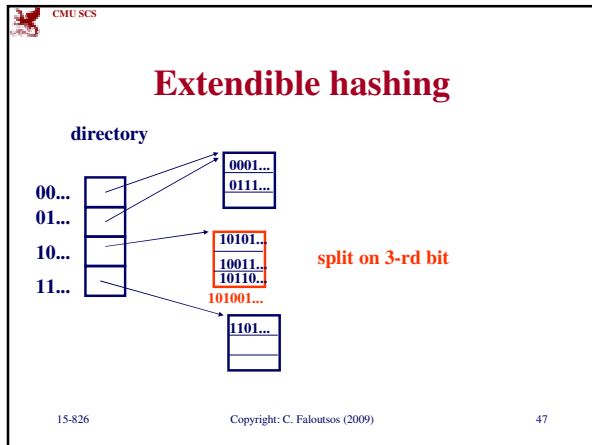 CMU SCS
Extendible hashing
directory
00...
01...
10...
11...
0001...
0111...
10101...
10011...
10110...
101001...
1101...
split on 3-rd bit
15-826 Copyright: C. Faloutsos (2009) 47